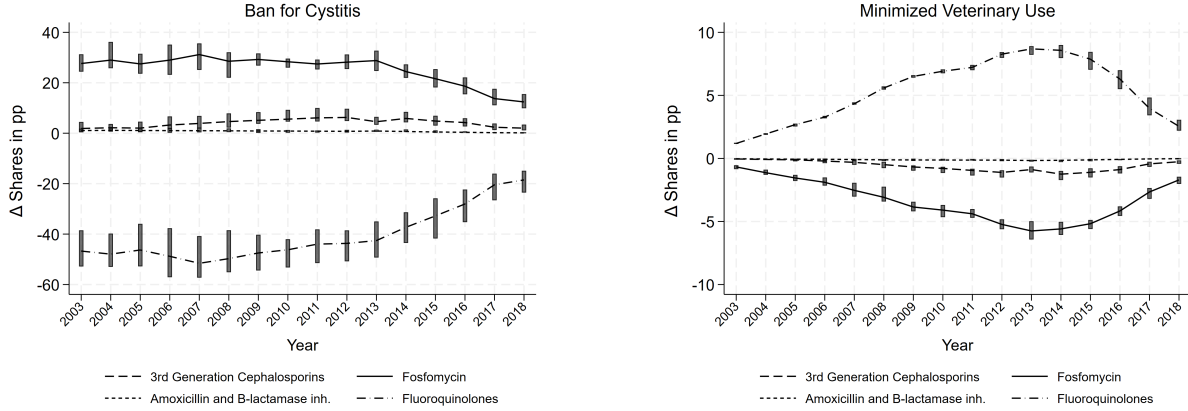 Ban for Cystitis
Δ Shares in pp
40
20
0
-20
-40
-60
2003 2004 2005 2006 2007 2008 2009 2010 2011 2012 2013 2014 2015 2016 2017 2018
Year
3rd Generation Cephalosporins Fosfomycin
Amoxicillin and B-lactamase inh. Fluoroquinolones
Minimized Veterinary Use
Δ Shares in pp
10
5
0
-5
-10
2003 2004 2005 2006 2007 2008 2009 2010 2011 2012 2013 2014 2015 2016 2017 2018
Year
3rd Generation Cephalosporins Fosfomycin
Amoxicillin and B-lactamase inh. Fluoroquinolones